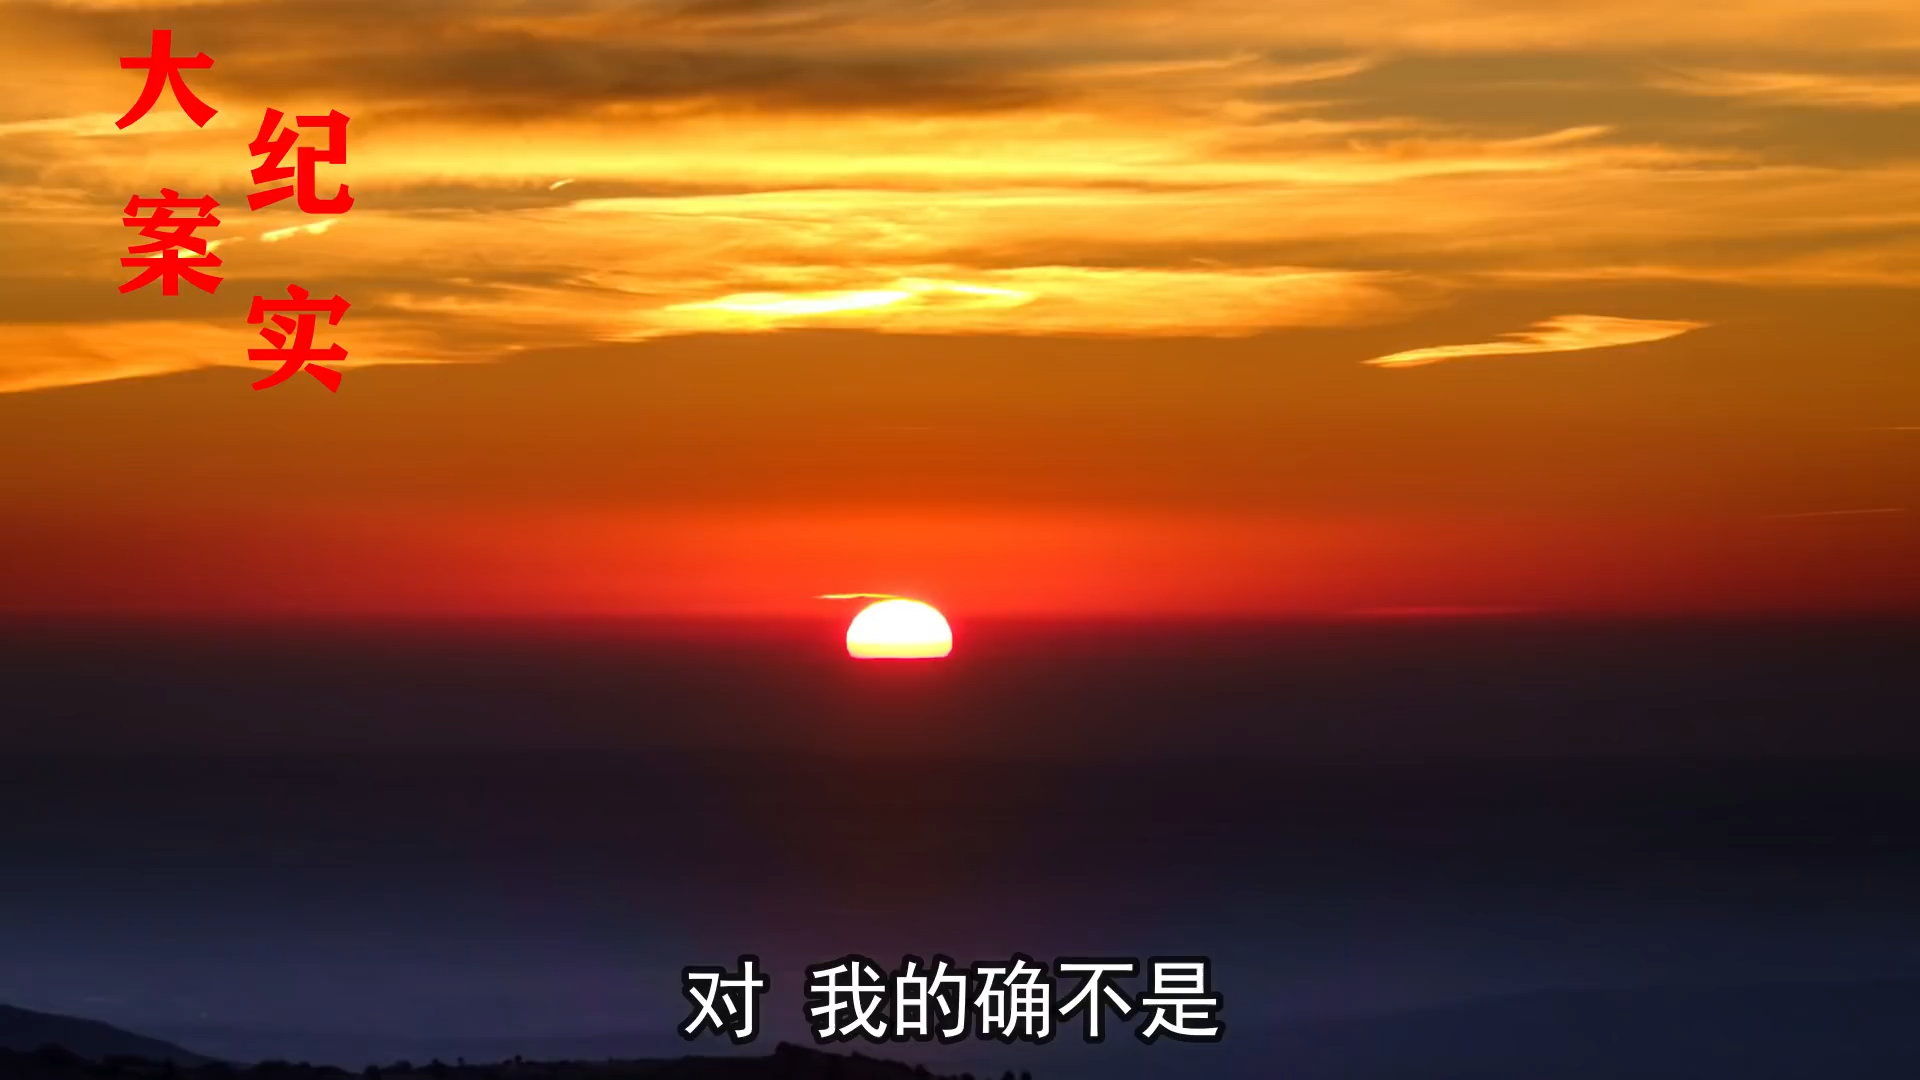 大案
纪实
对 我的确不是